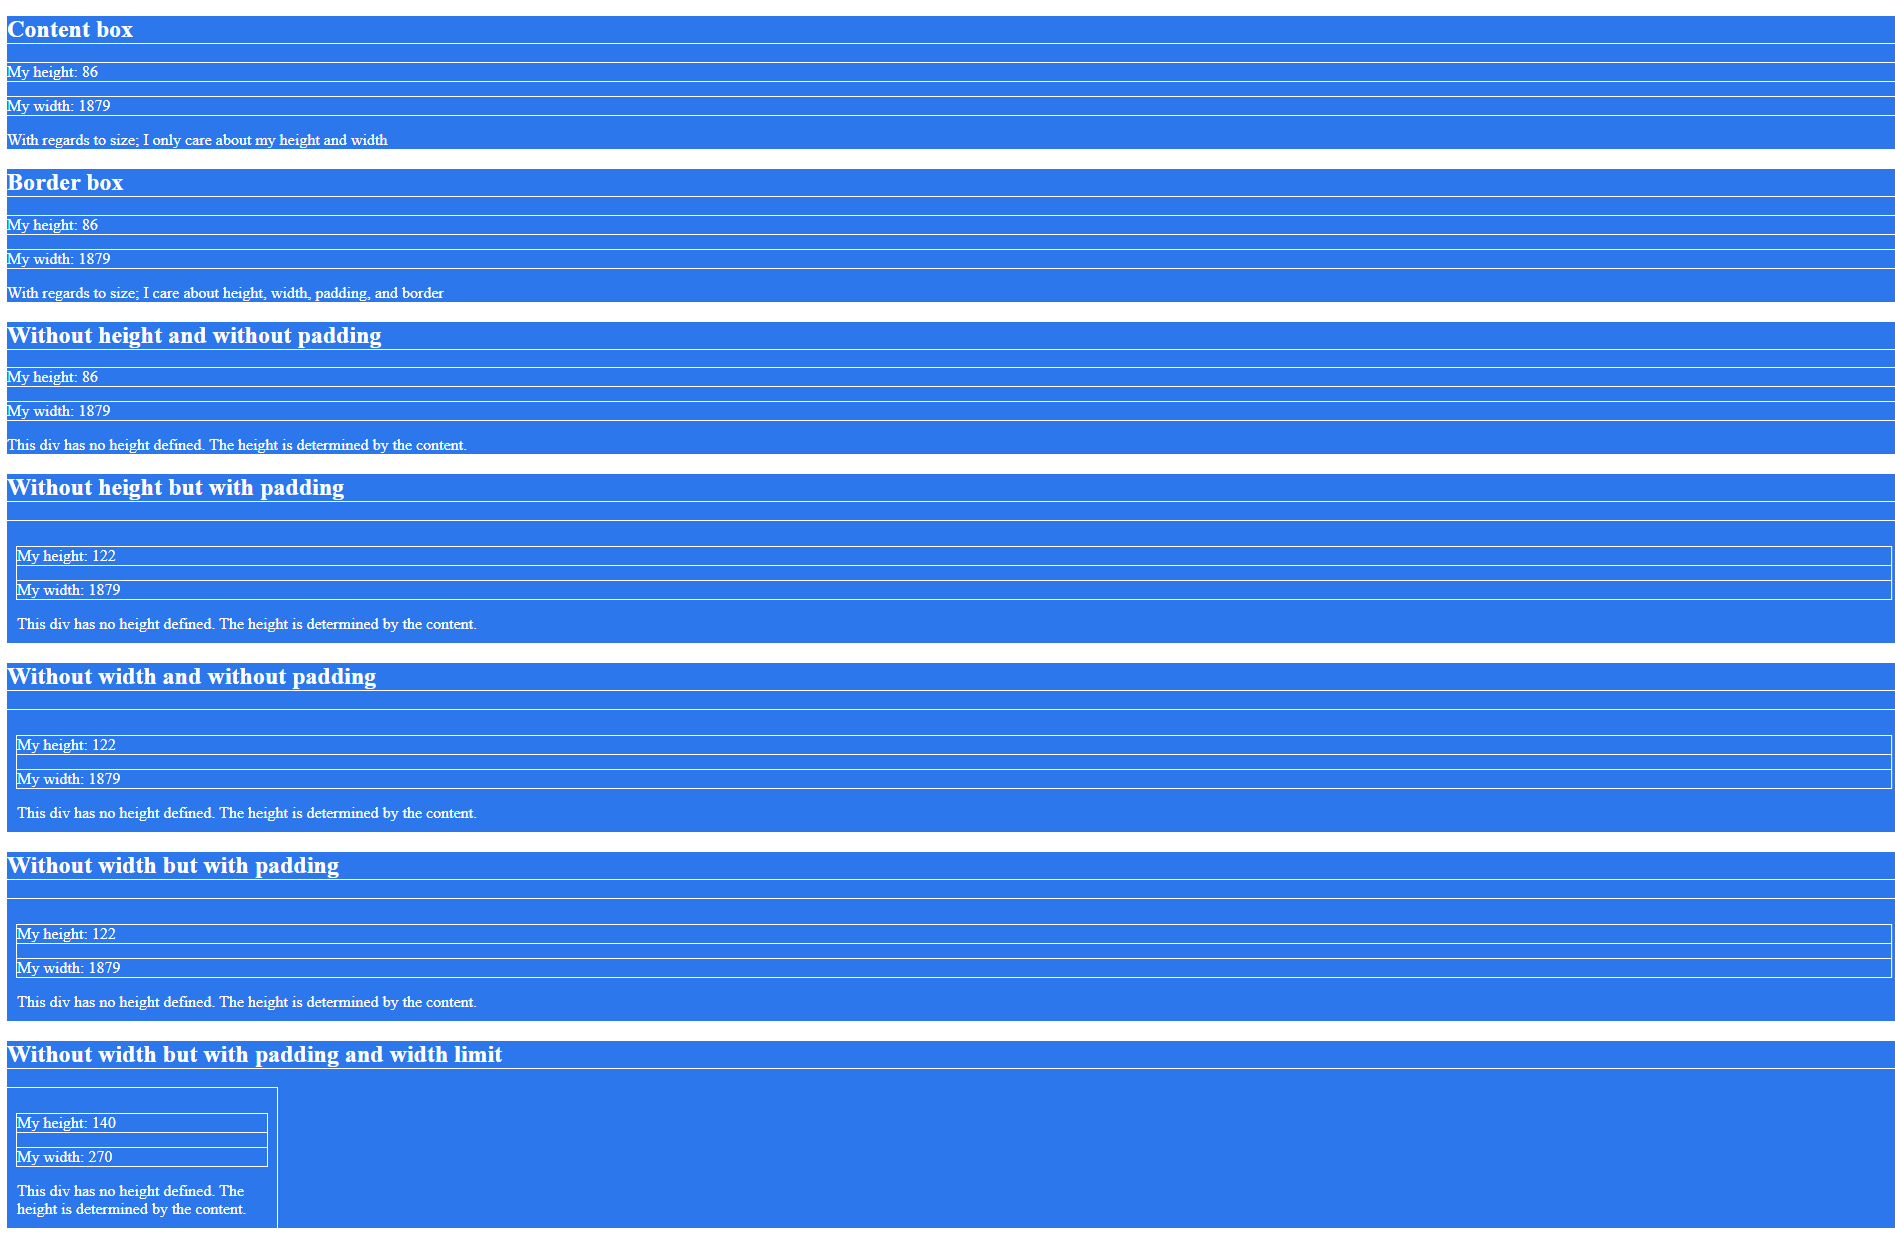 Content box
My height: 86
My width: 1879
With regards to size; I only care about my height and width
Border box
My height: 86
My width: 1879
With regards to size; I care about height, width, padding, and border
Without height and without padding
My height: 86
My width: 1879
This div has no height defined. The height is determined by the content.
Without height but with padding
My height: 122
My width: 1879
This div has no height defined. The height is determined by the content.
Without width and without padding
My height: 122
My width: 1879
This div has no height defined. The height is determined by the content.
Without width but with padding
My height: 122
My width: 1879
This div has no height defined. The height is determined by the content.
Without width but with padding and width limit
My height: 140
My width: 270
This div has no height defined. The
height is determined by the content.